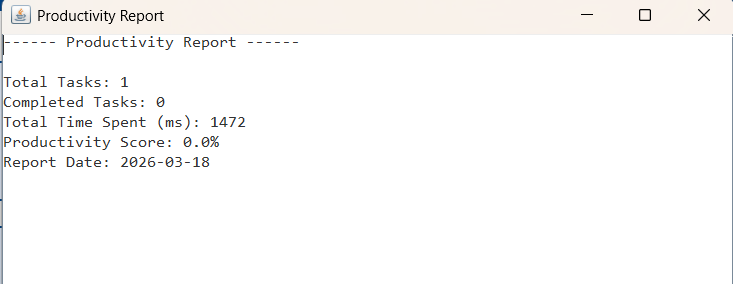 Productivity Report
------ Productivity Report ------
Total Tasks: 1
Completed Tasks: 0
Total Time Spent (ms): 1472
Productivity Score: 0.0%
Report Date: 2026-03-18